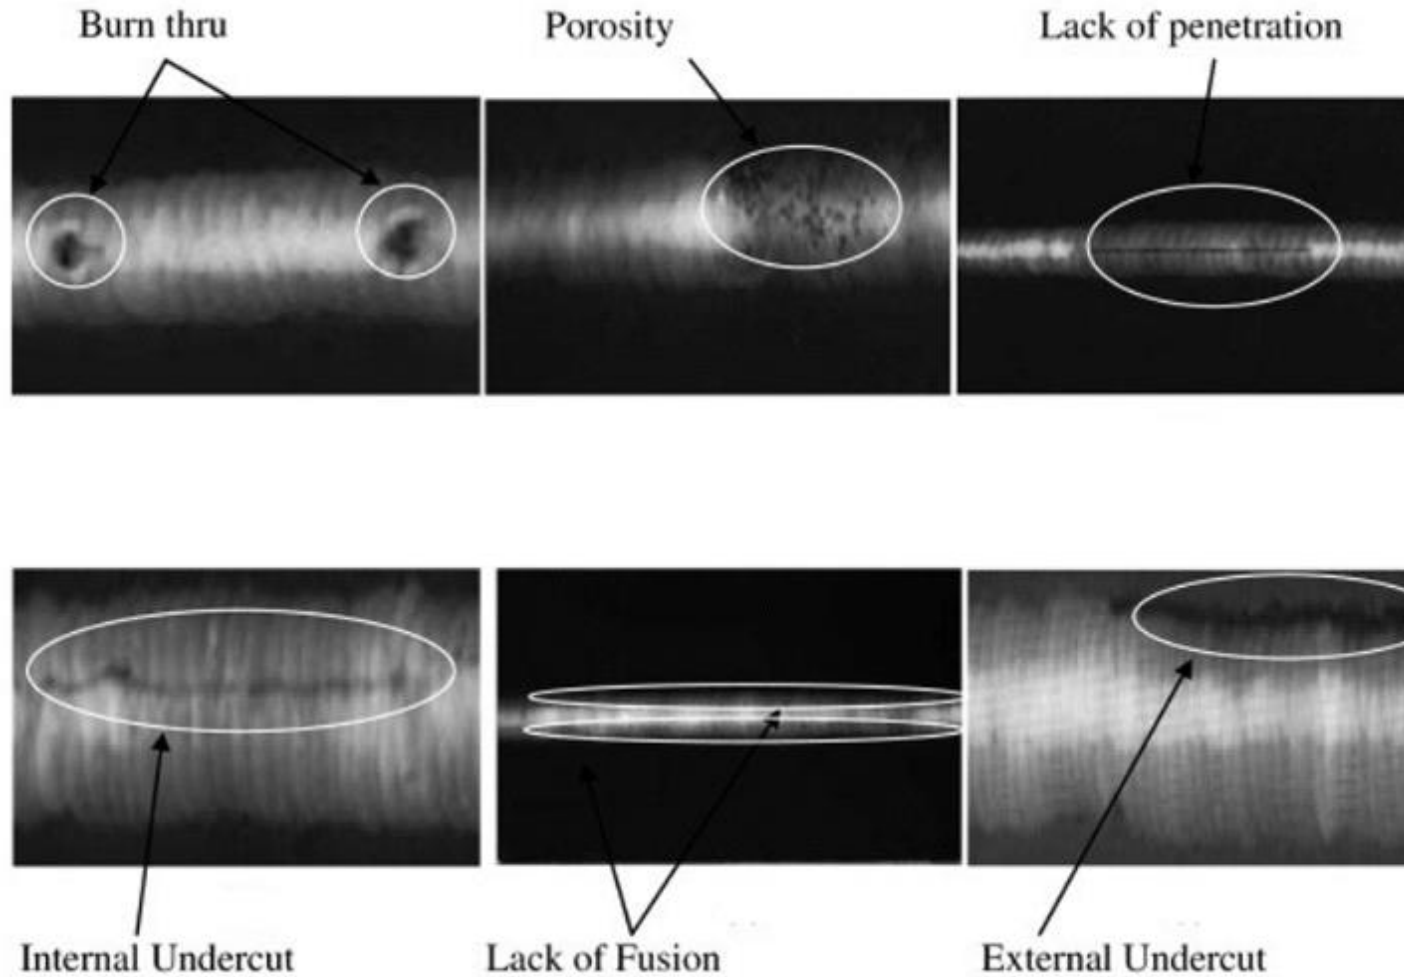 Burn thru
Porosity
Lack of penetration
Internal Undercut
Lack of Fusion
External Undercut